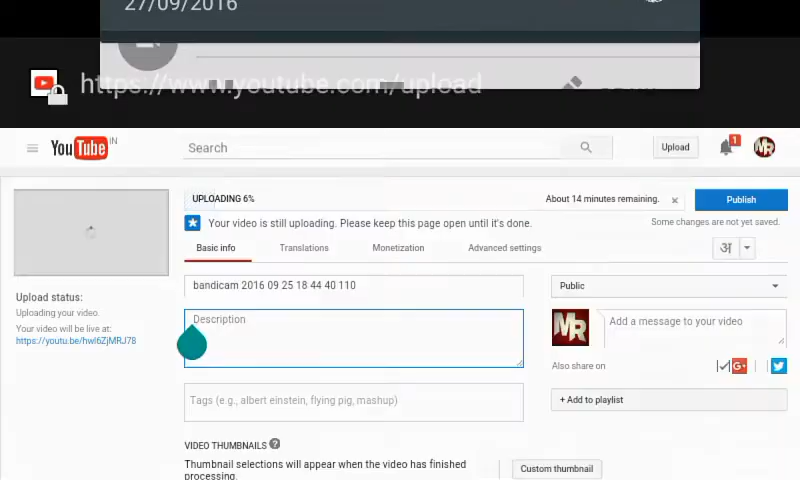 27/09/2016
https://www.youtube.com/upload
YouTube IN
Search
Upload
1
MR
UPLOADING 6%
About 14 minutes remaining.
×
Publish
Your video is still uploading. Please keep this page open until it's done.
Some changes are not yet saved.
Basic info
Translations
Monetization
Advanced settings
अ
bandicam 2016 09 25 18 44 40 110
Public
Upload status:
Uploading your video.
Your video will be live at:
https://youtu.be/hwl6ZjMRJ78
Description
MR
Add a message to your video
Also share on
G+
Tags (e.g., albert einstein, flying pig, mashup)
+ Add to playlist
VIDEO THUMBNAILS ?
Thumbnail selections will appear when the video has finished
processing.
Custom thumbnail